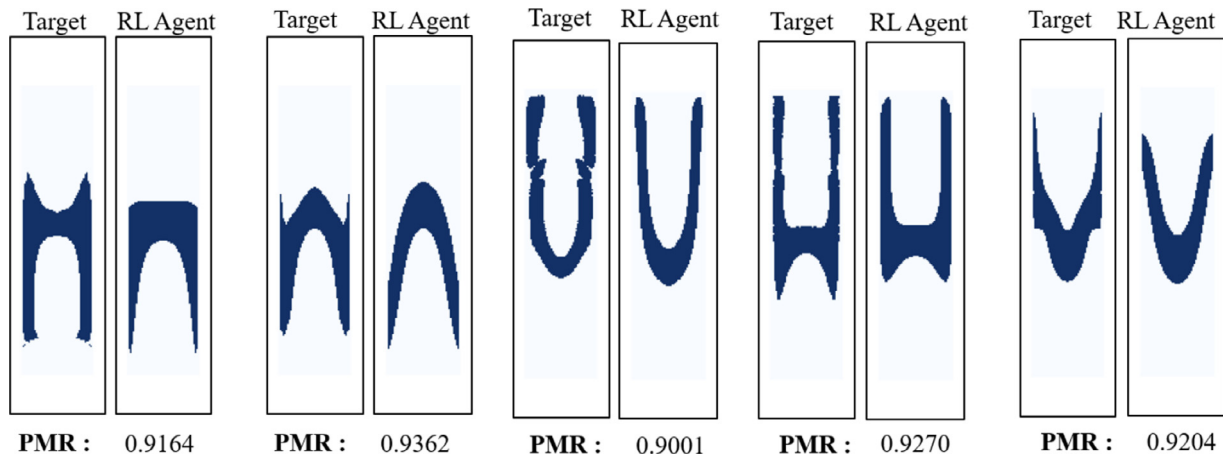 Target RL Agent Target RL Agent Target RL Agent Target RL Agent Target RL Agent
PMR : 0.9164 PMR : 0.9362 PMR : 0.9001 PMR : 0.9270 PMR : 0.9204